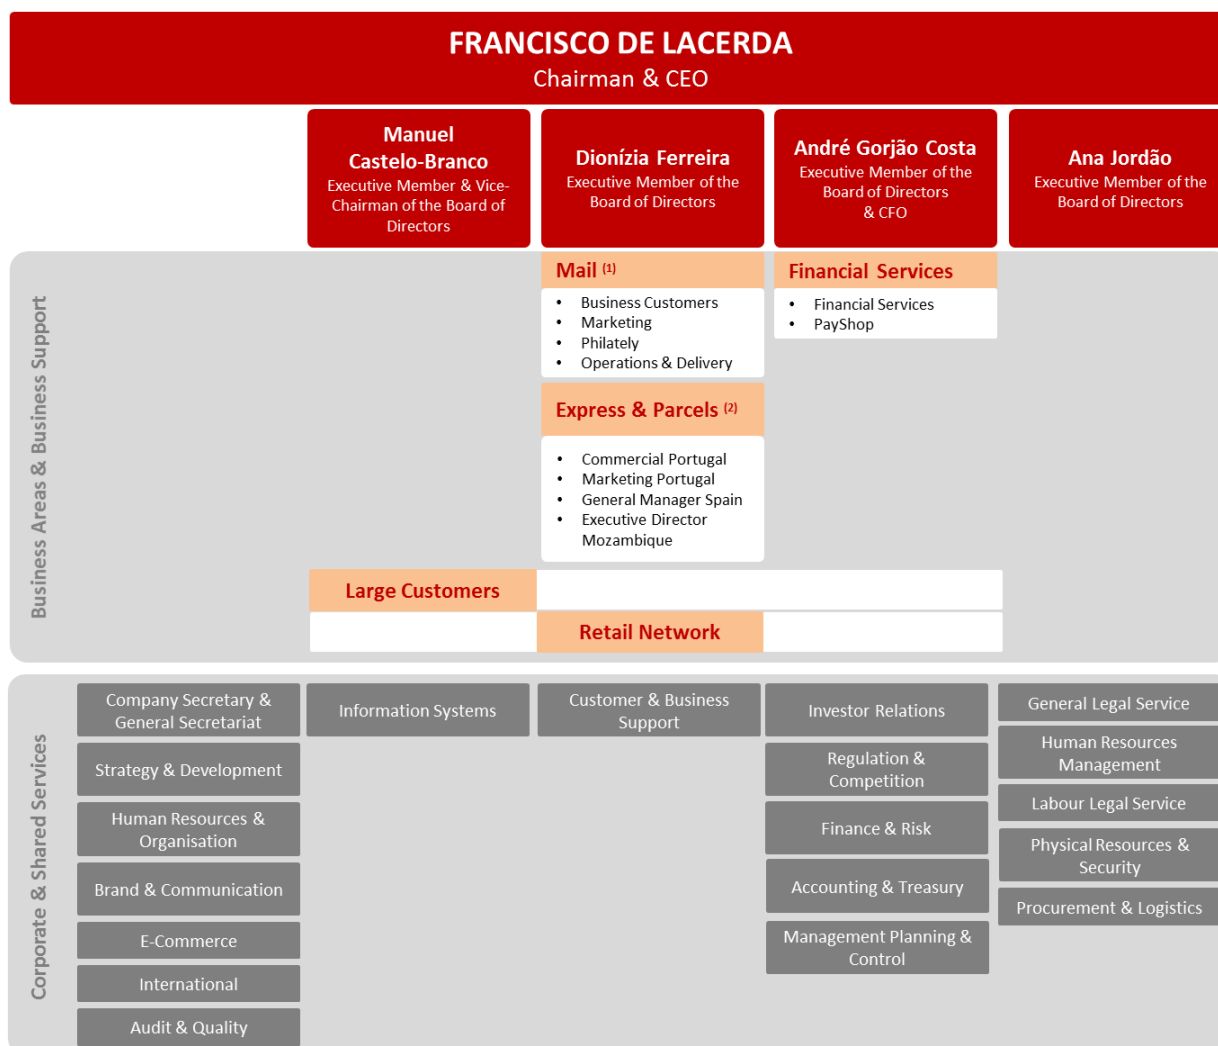 FRANCISCO DE LACERDA
Chairman & CEO
Manuel
Castelo-Branco
Executive Member & Vice-
Chairman of the Board of
Directors
Dionízia Ferreira
Executive Member of the
Board of Directors
André Gorjão Costa
Executive Member of the
Board of Directors
& CFO
Ana Jordão
Executive Member of the
Board of Directors
Business Areas & Business Support
Mail (1)
• Business Customers
• Marketing
• Philately
• Operations & Delivery
Financial Services
• Financial Services
• PayShop
Express & Parcels (2)
• Commercial Portugal
• Marketing Portugal
• General Manager Spain
• Executive Director
Mozambique
Large Customers
Retail Network
Corporate & Shared Services
Company Secretary &
General Secretariat
Strategy & Development
Human Resources &
Organisation
Brand & Communication
E-Commerce
International
Audit & Quality
Information Systems
Customer & Business
Support
Investor Relations
Regulation &
Competition
Finance & Risk
Accounting & Treasury
Management Planning &
Control
General Legal Service
Human Resources
Management
Labour Legal Service
Physical Resources &
Security
Procurement & Logistics